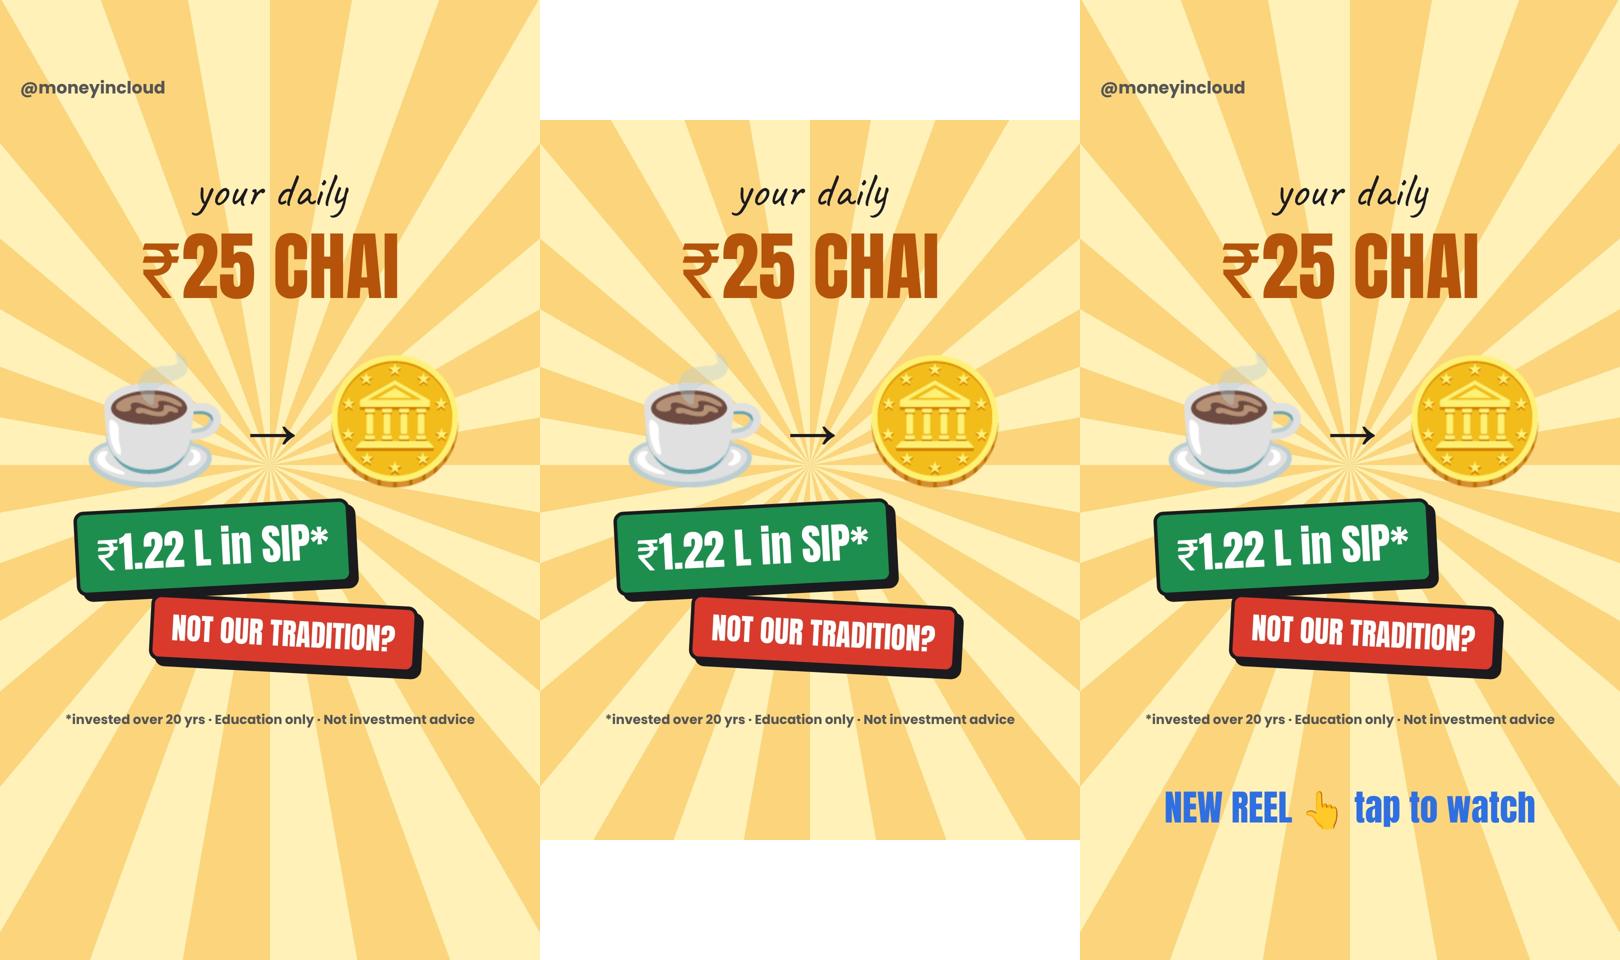 @moneyincloud
your daily
₹25 CHAI
→
₹1.22 L in SIP*
NOT OUR TRADITION?
*invested over 20 yrs · Education only · Not investment advice
your daily
₹25 CHAI
→
₹1.22 L in SIP*
NOT OUR TRADITION?
*invested over 20 yrs · Education only · Not investment advice
@moneyincloud
your daily
₹25 CHAI
→
₹1.22 L in SIP*
NOT OUR TRADITION?
*invested over 20 yrs · Education only · Not investment advice
NEW REEL 👆 tap to watch